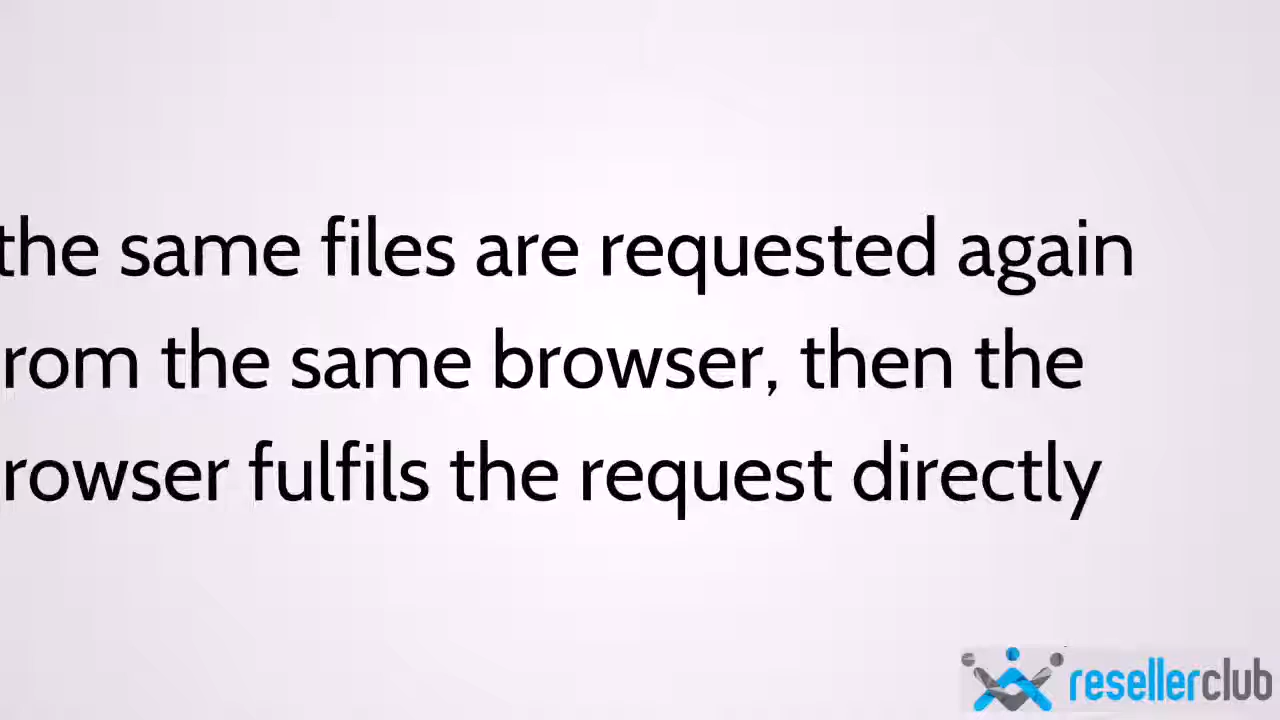 the same files are requested again
rom the same browser, then the
rowser fulfils the request directly
resellerclub